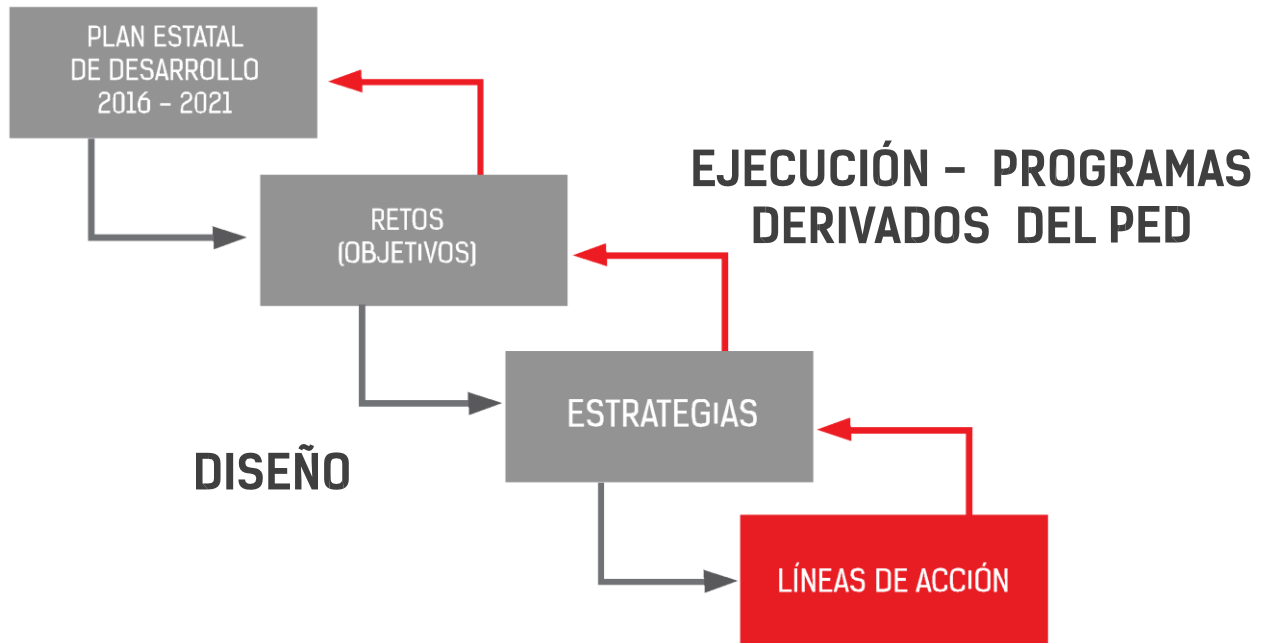 PLAN ESTATAL
DE DESARROLLO
2016 – 2021
EJECUCIÓN – PROGRAMAS
DERIVADOS DEL PED
RETOS
(OBJETIVOS)
ESTRATEGIAS
DISEÑO
LÍNEAS DE ACCIÓN